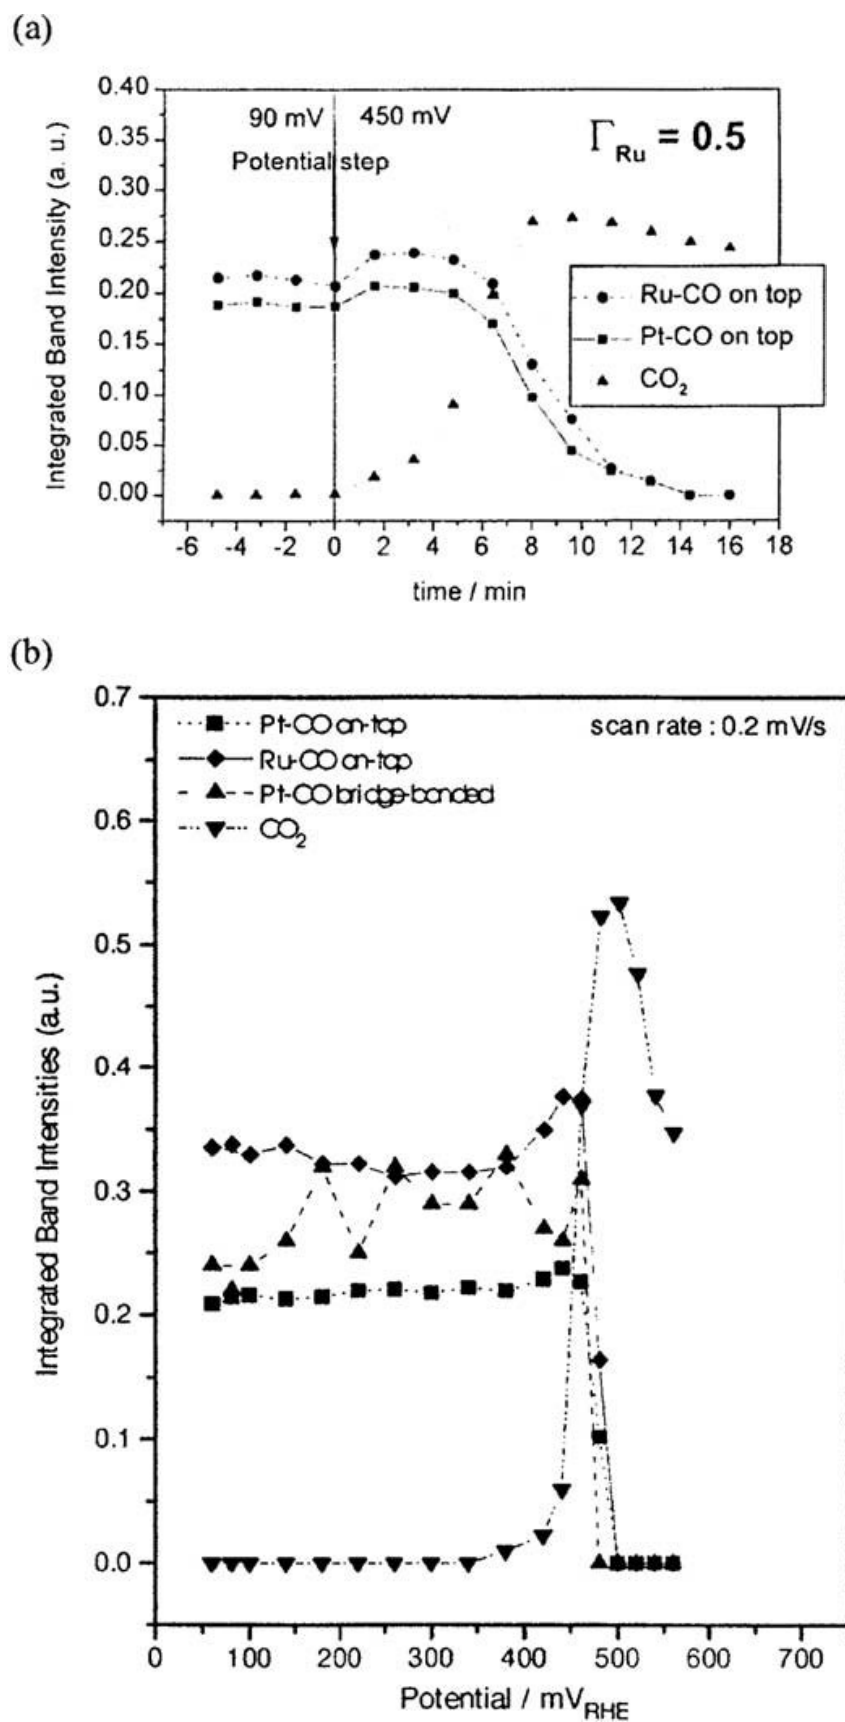 (a)
0.40
0.35
0.30
0.25
0.20
0.15
0.10
0.05
0.00
Integrated Band Intensity (a. u.)
90 mV
450 mV
Potential step
Γ_Ru = 0.5
Ru-CO on top
Pt-CO on top
CO₂
-6 -4 -2 0 2 4 6 8 10 12 14 16 18
time / min
(b)
0.7
0.6
0.5
0.4
0.3
0.2
0.1
0.0
Integrated Band Intensities (a.u.)
Pt-CO on-top
Ru-CO on-top
Pt-CO bridge-bonded
CO₂
scan rate : 0.2 mV/s
0 100 200 300 400 500 600 700
Potential / mV_RHE